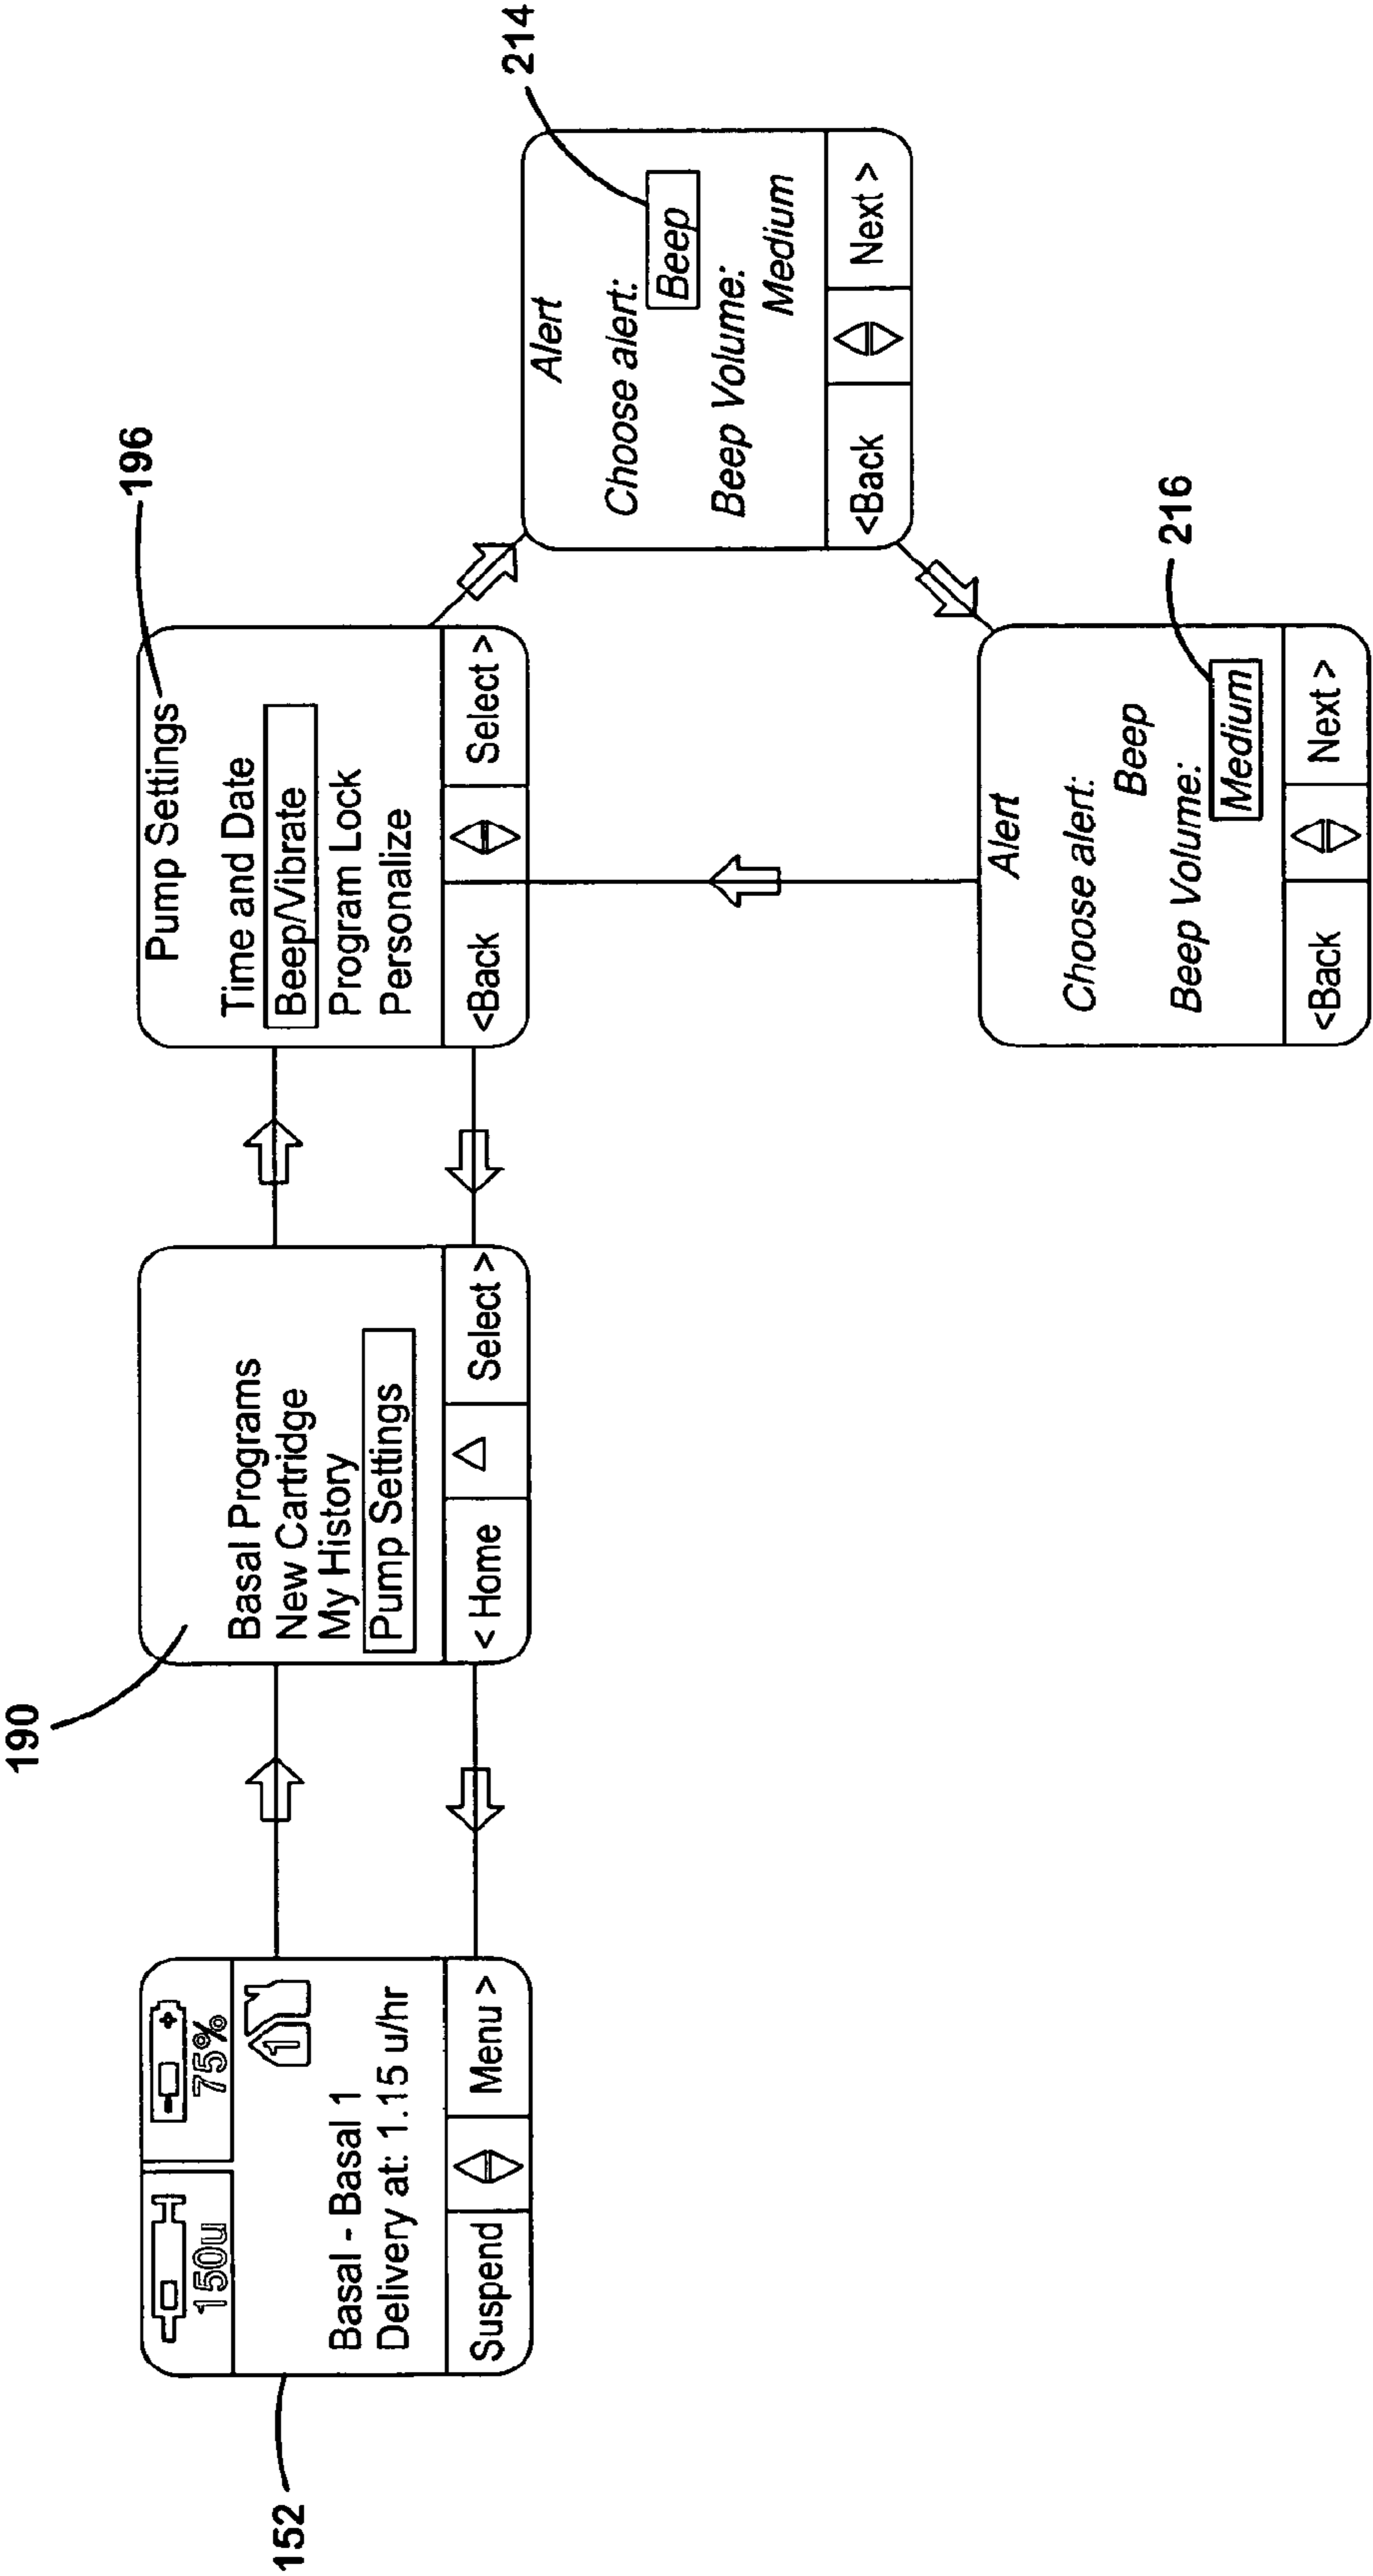 152
150u
75%
1
Basal - Basal 1
Delivery at: 1.15 u/hr
Suspend
Menu >
190
Basal Programs
New Cartridge
My History
Pump Settings
< Home
Select >
196
Pump Settings
Time and Date
Beep/Vibrate
Program Lock
Personalize
<Back
Select >
214
Alert
Choose alert:
Beep
Beep Volume:
Medium
<Back
Next >
216
Alert
Choose alert:
Beep
Beep Volume:
Medium
<Back
Next >